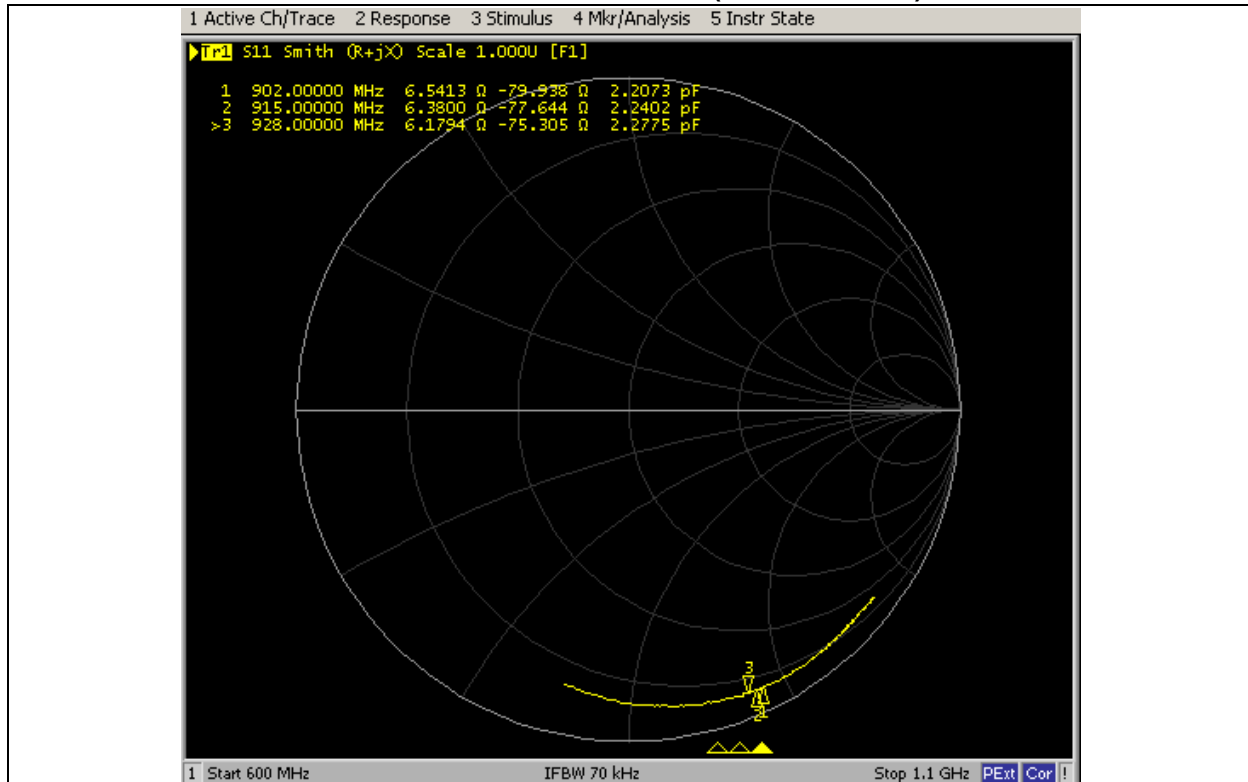 1 Active Ch/Trace 2 Response 3 Stimulus 4 Mkr/Analysis 5 Instr State
Tr1 S11 Smith (R+jX) Scale 1.000U [F1]
1 902.00000 MHz 6.5413 Ω -79.938 Ω 2.2073 pF
2 915.00000 MHz 6.3800 Ω -77.644 Ω 2.2402 pF
>3 928.00000 MHz 6.1794 Ω -75.305 Ω 2.2775 pF
3
2 1
1 Start 600 MHz IFBW 70 kHz Stop 1.1 GHz PExt Cor !